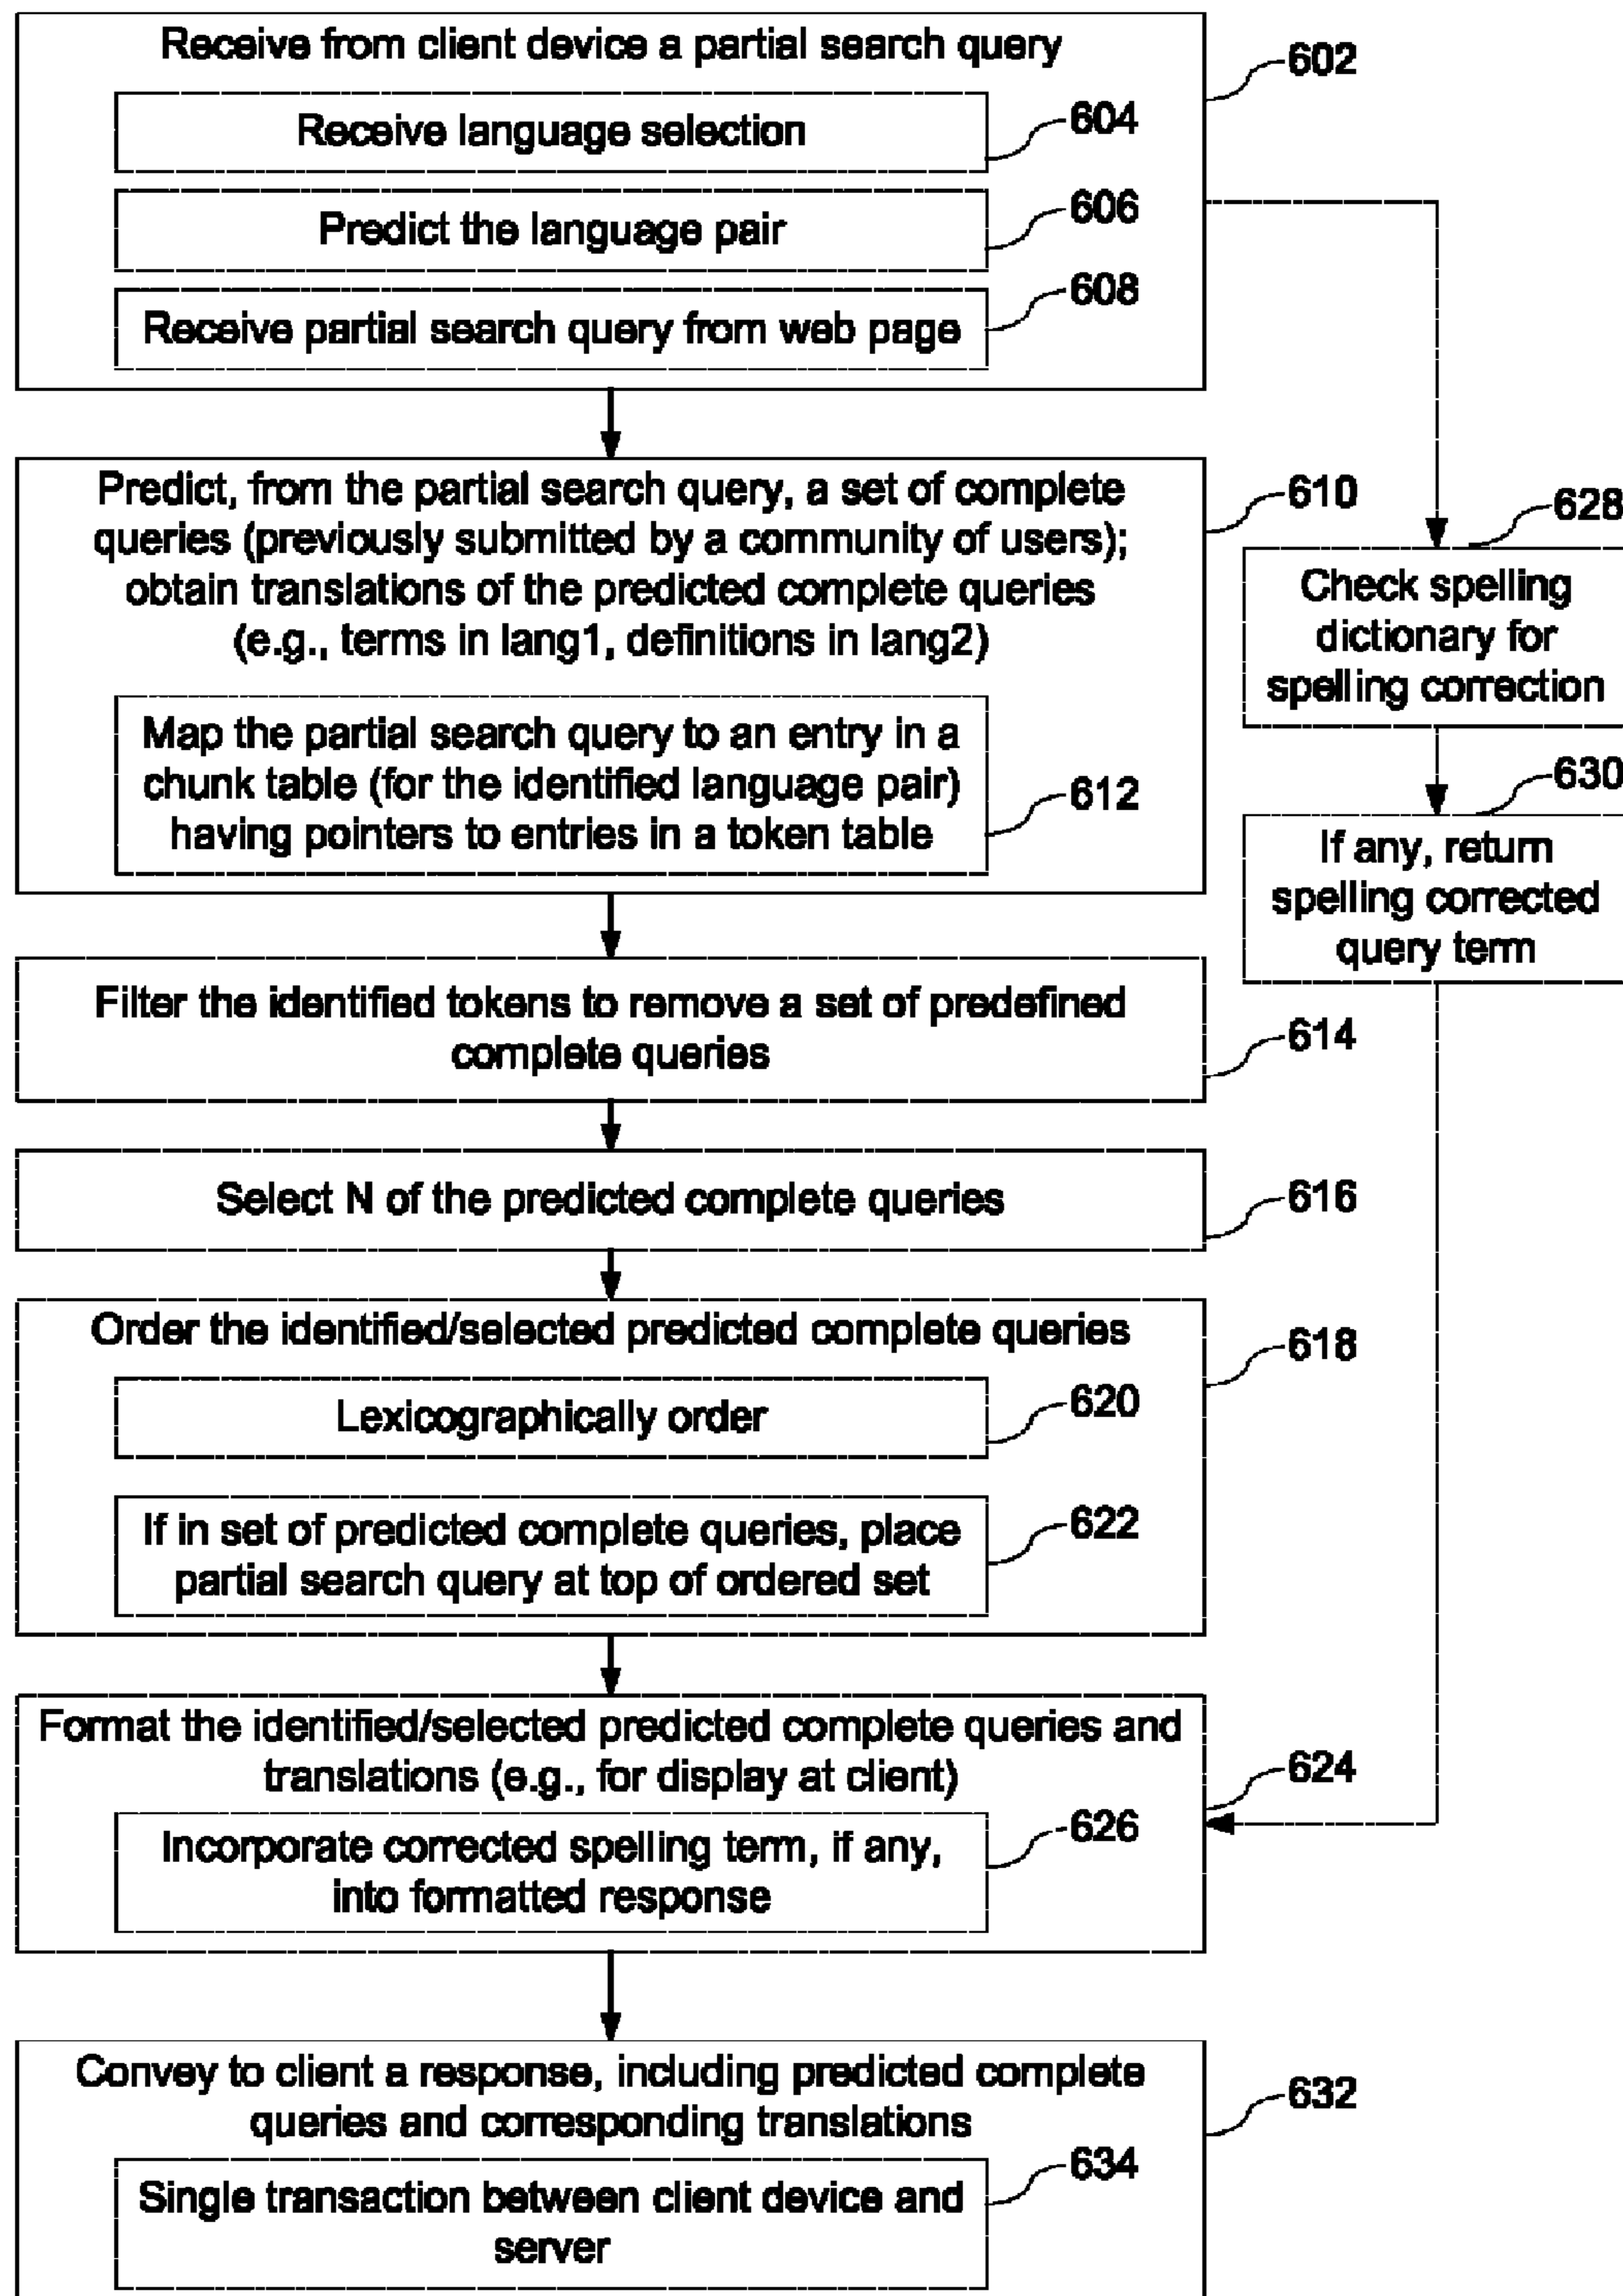 Receive from client device a partial search query
602
Receive language selection
604
Predict the language pair
606
Receive partial search query from web page
608
Predict, from the partial search query, a set of complete
queries (previously submitted by a community of users);
obtain translations of the predicted complete queries
(e.g., terms in lang1, definitions in lang2)
610
Map the partial search query to an entry in a
chunk table (for the identified language pair)
having pointers to entries in a token table
612
628
Check spelling
dictionary for
spelling correction
630
If any, return
spelling corrected
query term
Filter the identified tokens to remove a set of predefined
complete queries
614
Select N of the predicted complete queries
616
Order the identified/selected predicted complete queries
618
Lexicographically order
620
If in set of predicted complete queries, place
partial search query at top of ordered set
622
Format the identified/selected predicted complete queries and
translations (e.g., for display at client)
624
Incorporate corrected spelling term, if any,
into formatted response
626
Convey to client a response, including predicted complete
queries and corresponding translations
632
Single transaction between client device and
server
634